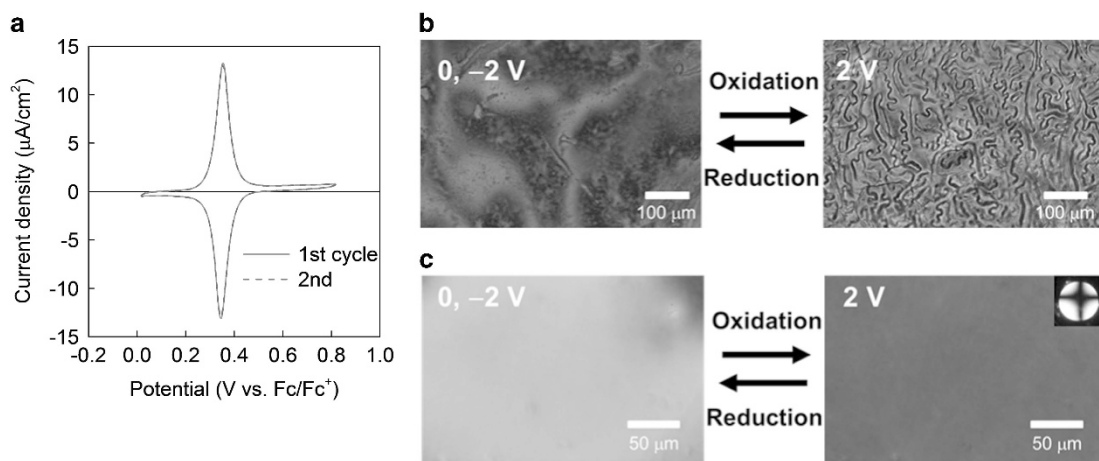 a
15
10
5
0
-5
-10
-15
Current density (µA/cm²)
1st cycle
2nd
-0.2 0.0 0.2 0.4 0.6 0.8 1.0
Potential (V vs. Fc/Fc⁺)
b
0, −2 V
100 µm
Oxidation
Reduction
2 V
100 µm
c
0, −2 V
50 µm
Oxidation
Reduction
2 V
50 µm